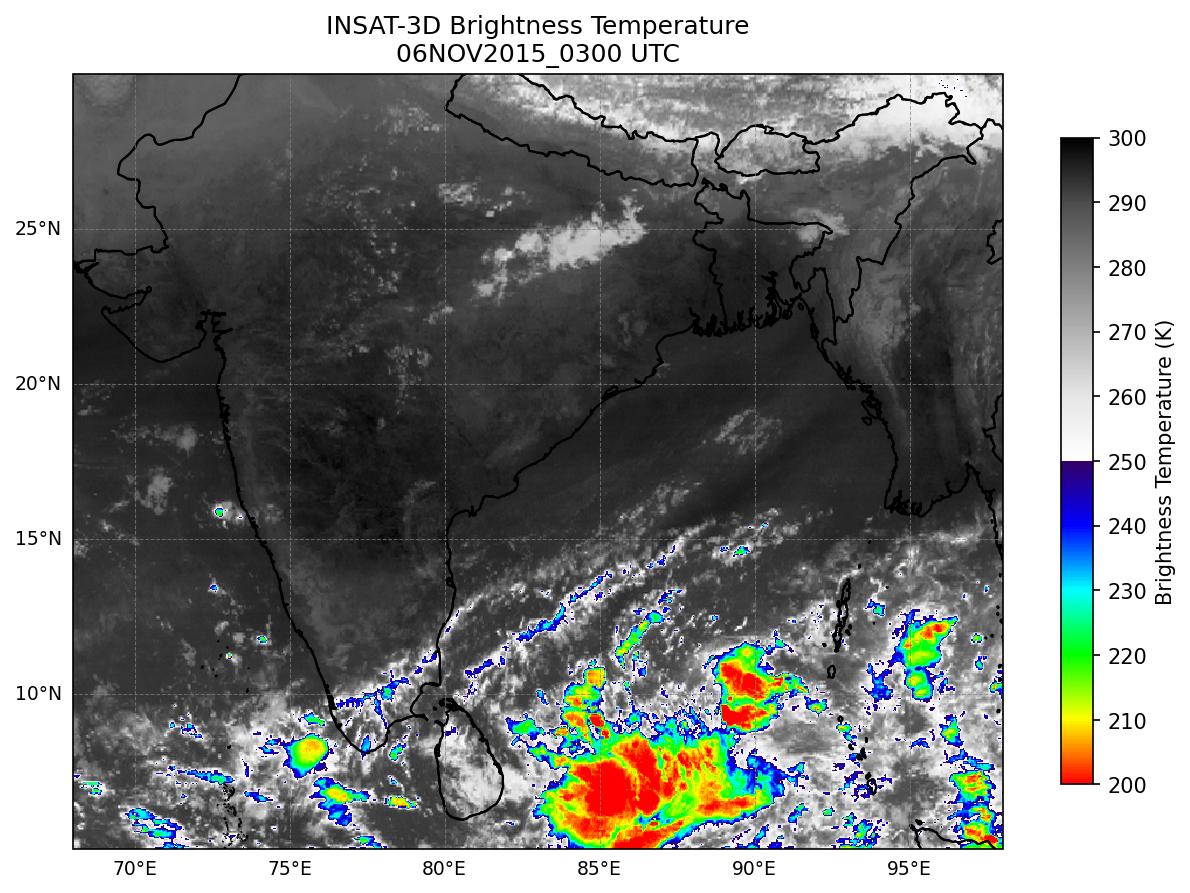 INSAT-3D Brightness Temperature
06NOV2015_0300 UTC
25°N
20°N
15°N
10°N
70°E
75°E
80°E
85°E
90°E
95°E
300
290
280
270
260
250
240
230
220
210
200
Brightness Temperature (K)